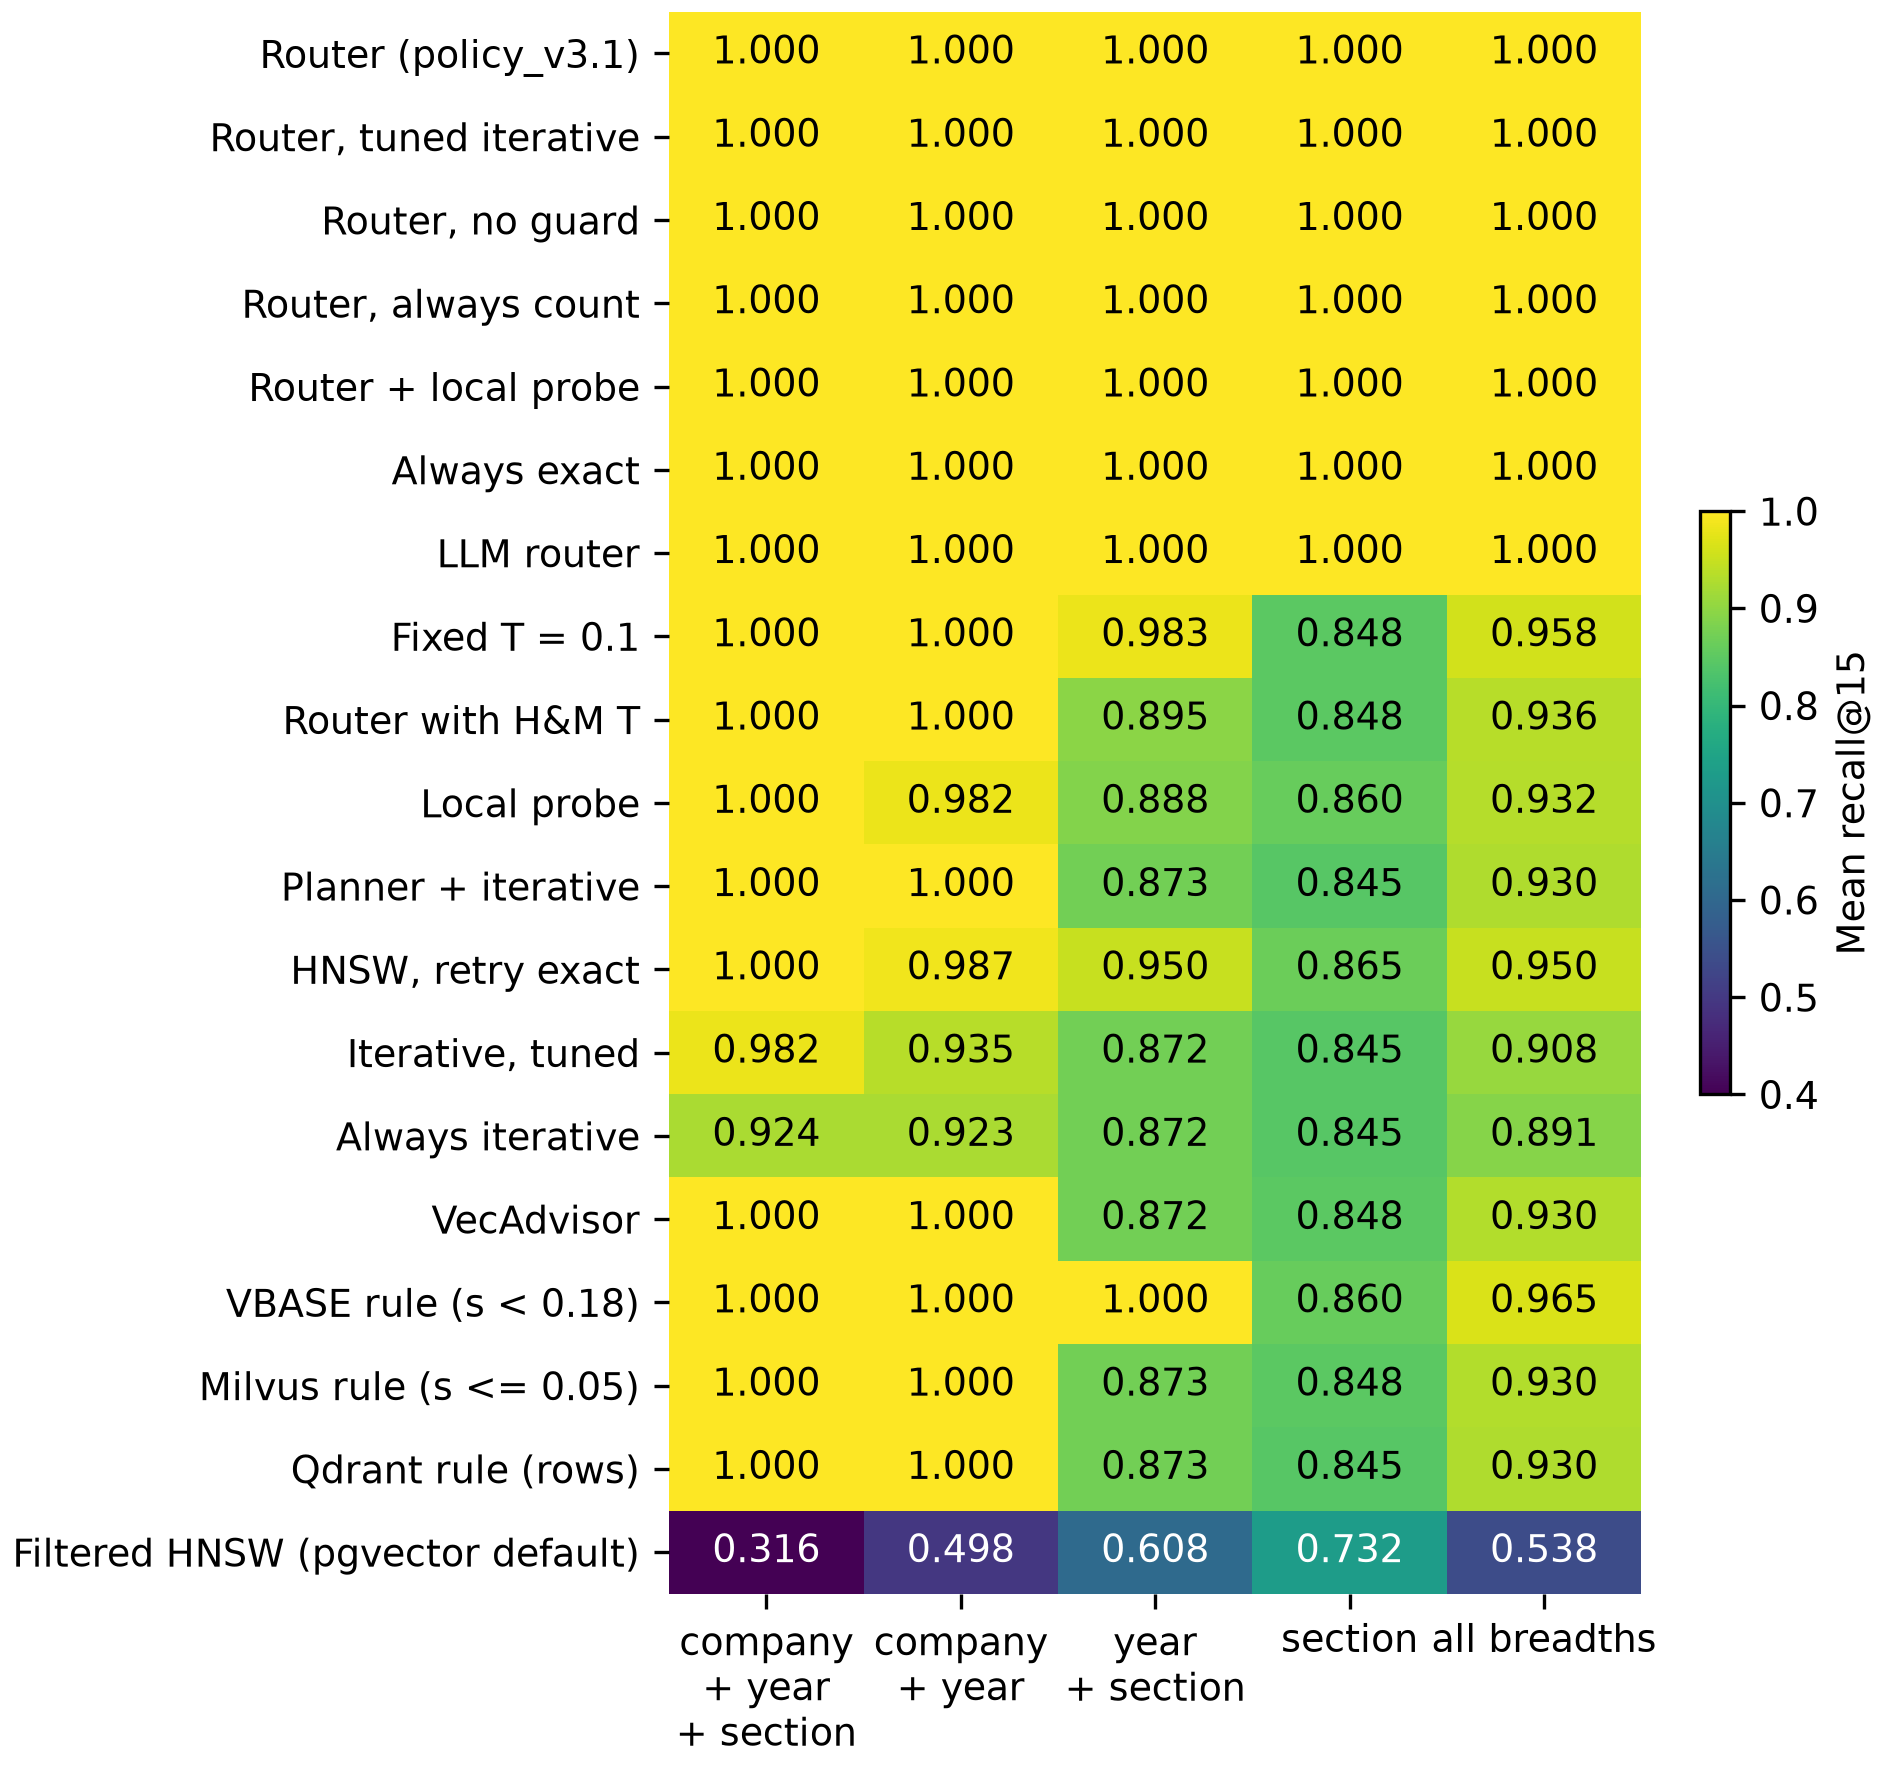 Router (policy_v3.1) 1.000 1.000 1.000 1.000 1.000
Router, tuned iterative 1.000 1.000 1.000 1.000 1.000
Router, no guard 1.000 1.000 1.000 1.000 1.000
Router, always count 1.000 1.000 1.000 1.000 1.000
Router + local probe 1.000 1.000 1.000 1.000 1.000
Always exact 1.000 1.000 1.000 1.000 1.000
LLM router 1.000 1.000 1.000 1.000 1.000
Fixed T = 0.1 1.000 1.000 0.983 0.848 0.958
Router with H&M T 1.000 1.000 0.895 0.848 0.936
Local probe 1.000 0.982 0.888 0.860 0.932
Planner + iterative 1.000 1.000 0.873 0.845 0.930
HNSW, retry exact 1.000 0.987 0.950 0.865 0.950
Iterative, tuned 0.982 0.935 0.872 0.845 0.908
Always iterative 0.924 0.923 0.872 0.845 0.891
VecAdvisor 1.000 1.000 0.872 0.848 0.930
VBASE rule (s < 0.18) 1.000 1.000 1.000 0.860 0.965
Milvus rule (s <= 0.05) 1.000 1.000 0.873 0.848 0.930
Qdrant rule (rows) 1.000 1.000 0.873 0.845 0.930
Filtered HNSW (pgvector default) 0.316 0.498 0.608 0.732 0.538
company
+ year
+ section
company
+ year
year
+ section
section
all breadths
1.0
0.9
0.8
0.7
0.6
0.5
0.4
Mean recall@15